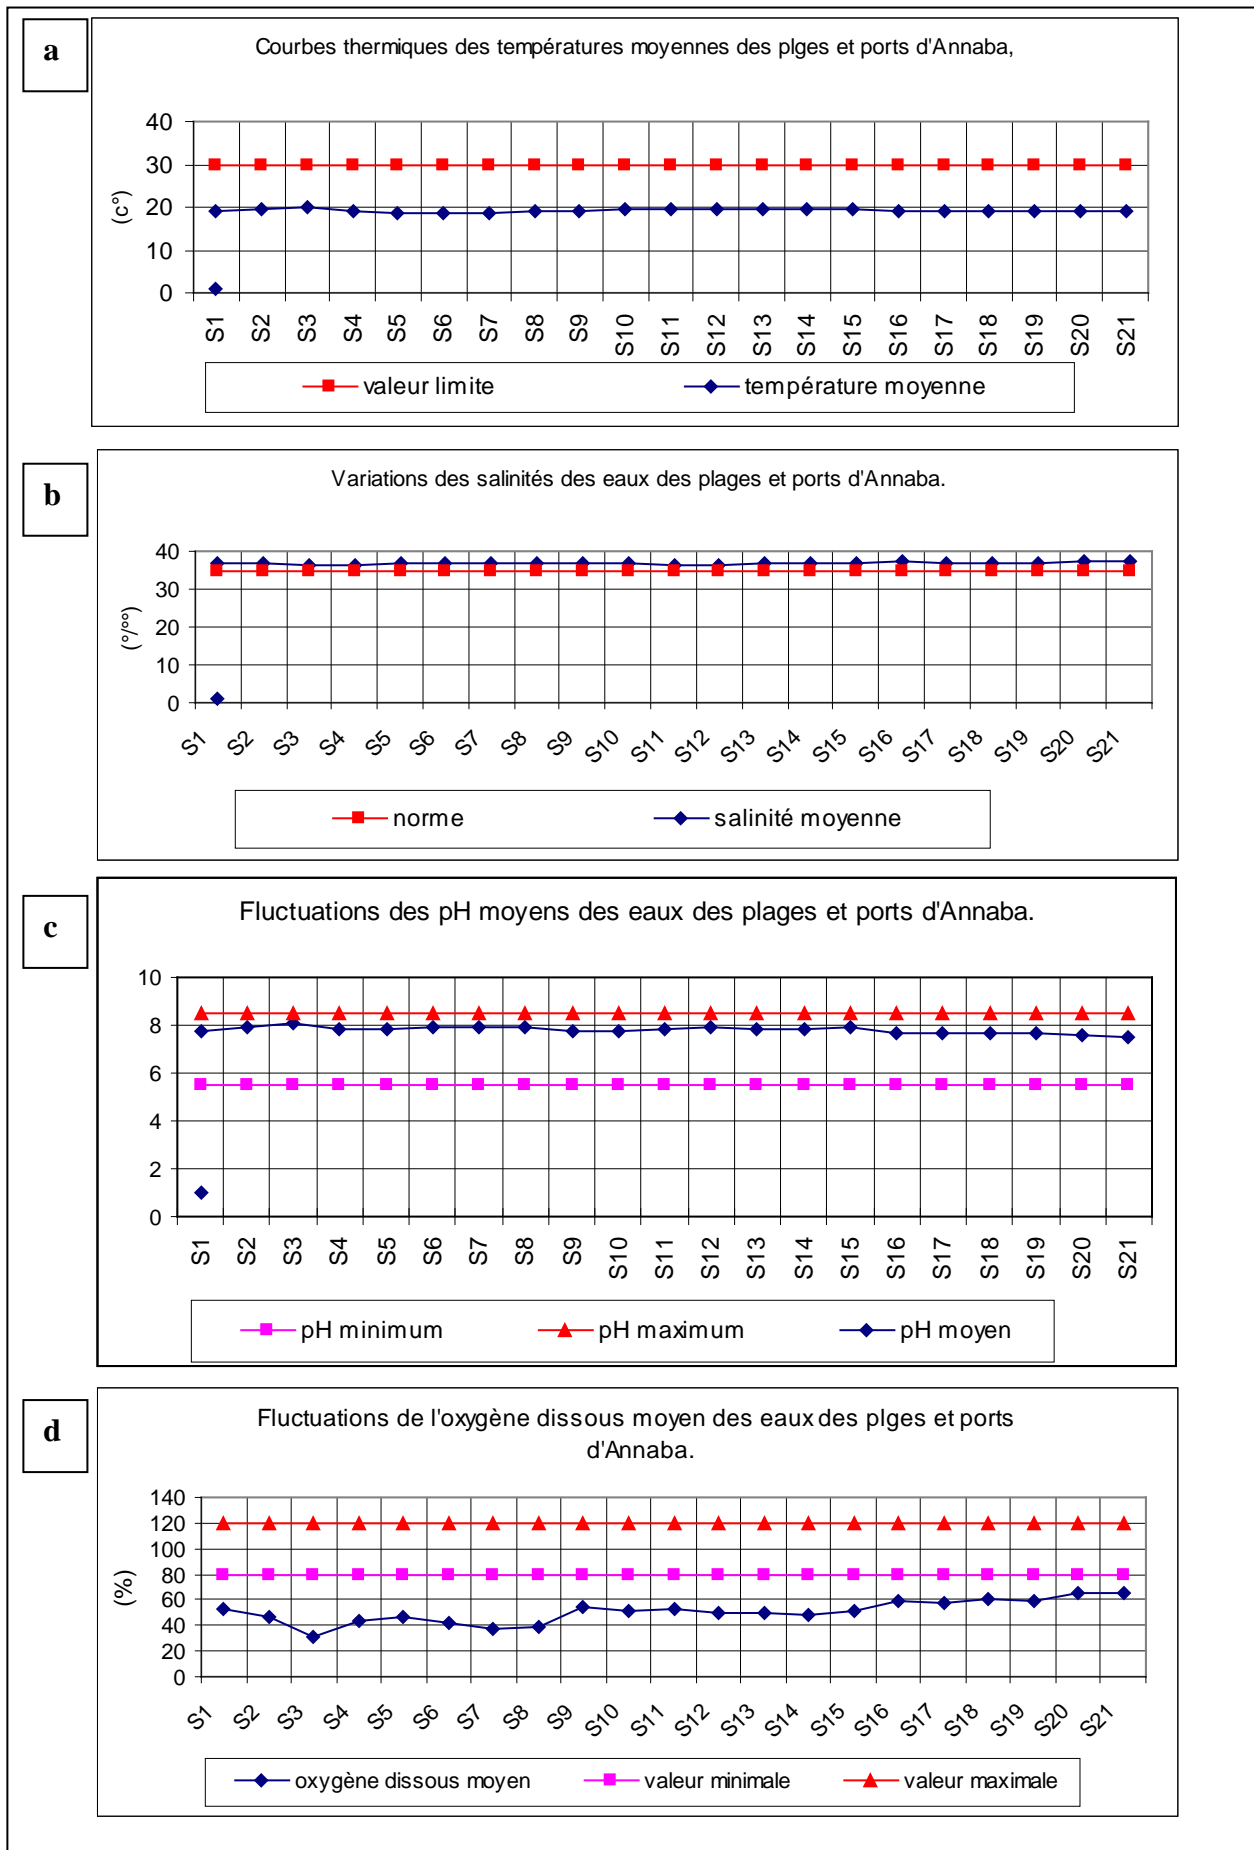 a
Courbes thermiques des températures moyennes des plges et ports d'Annaba,
40
30
20
10
0
(c°)
S1 S2 S3 S4 S5 S6 S7 S8 S9 S10 S11 S12 S13 S14 S15 S16 S17 S18 S19 S20 S21
valeur limite température moyenne
b
Variations des salinités des eaux des plages et ports d'Annaba.
40
30
20
10
0
(°/°°)
S1 S2 S3 S4 S5 S6 S7 S8 S9 S10 S11 S12 S13 S14 S15 S16 S17 S18 S19 S20 S21
norme salinité moyenne
c
Fluctuations des pH moyens des eaux des plages et ports d'Annaba.
10
8
6
4
2
0
S1 S2 S3 S4 S5 S6 S7 S8 S9 S10 S11 S12 S13 S14 S15 S16 S17 S18 S19 S20 S21
pH minimum pH maximum pH moyen
d
Fluctuations de l'oxygène dissous moyen des eaux des plges et ports
d'Annaba.
140
120
100
80
60
40
20
0
(%)
S1 S2 S3 S4 S5 S6 S7 S8 S9 S10 S11 S12 S13 S14 S15 S16 S17 S18 S19 S20 S21
oxygène dissous moyen valeur minimale valeur maximale